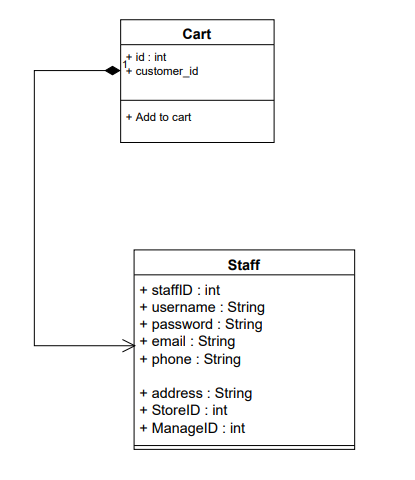 Cart
+ id : int
1
+ customer_id
+ Add to cart
Staff
+ staffID : int
+ username : String
+ password : String
+ email : String
+ phone : String
+ address : String
+ StoreID : int
+ ManageID : int